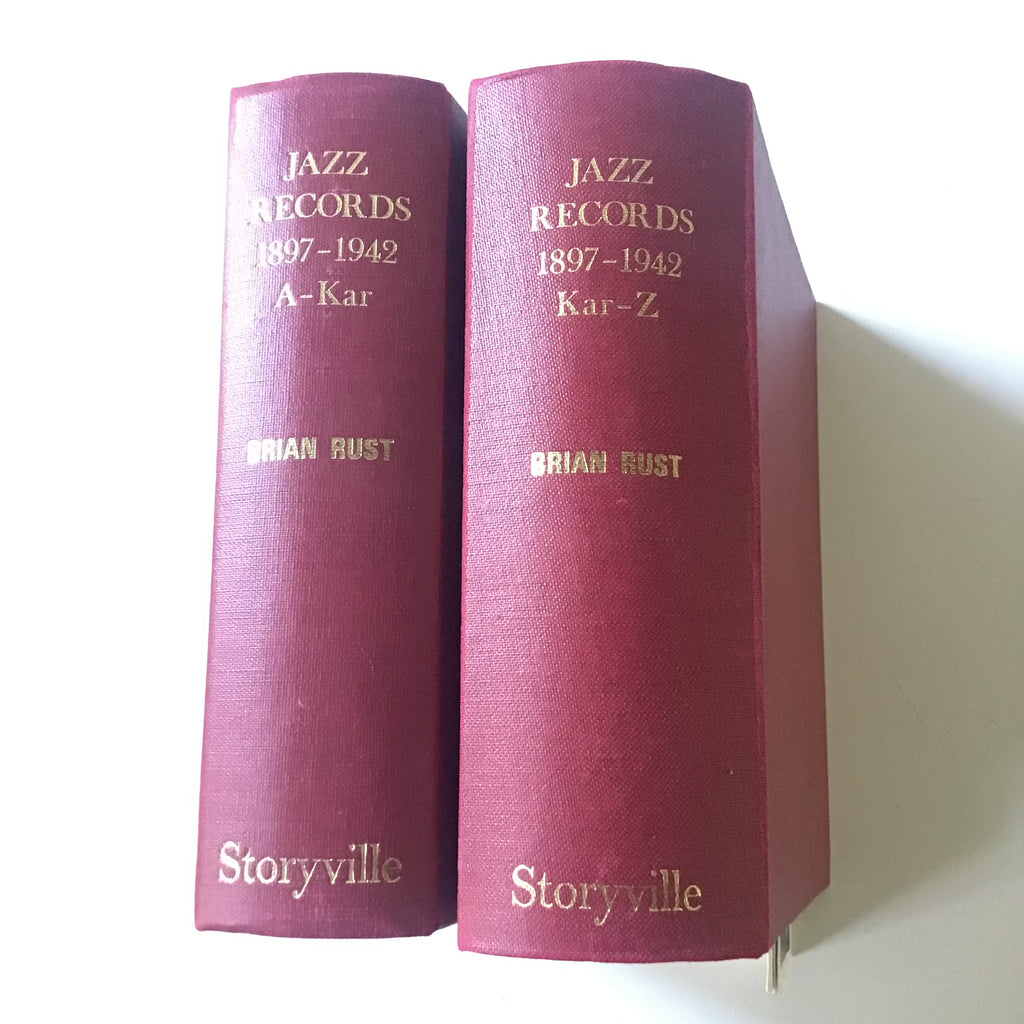 JAZZ
RECORDS
1897-1942
A-Kar
BRIAN RUST
Storyville
JAZZ
RECORDS
1897-1942
Kar-Z
BRIAN RUST
Storyville